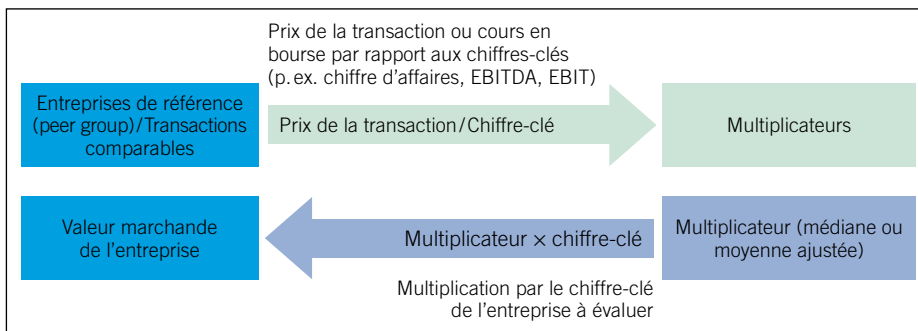 Prix de la transaction ou cours en
bourse par rapport aux chiffres-clés
(p. ex. chiffre d'affaires, EBITDA, EBIT)
Entreprises de référence
(peer group)/Transactions
comparables
Prix de la transaction/Chiffre-clé
Multiplicateurs
Valeur marchande
de l'entreprise
Multiplicateur × chiffre-clé
Multiplicateur (médiane ou
moyenne ajustée)
Multiplication par le chiffre-clé
de l'entreprise à évaluer